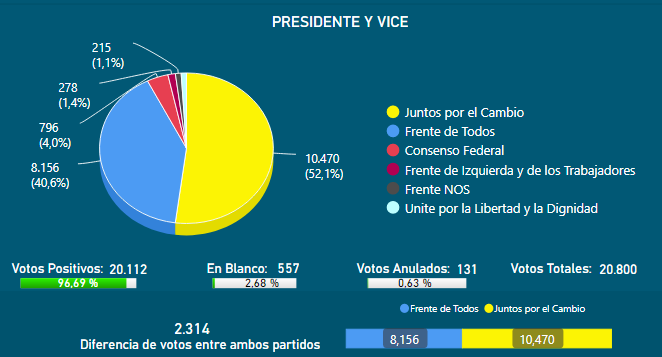 PRESIDENTE Y VICE
215
(1,1%)
278
(1,4%)
796
(4,0%)
8.156
(40,6%)
10.470
(52,1%)
Juntos por el Cambio
Frente de Todos
Consenso Federal
Frente de Izquierda y de los Trabajadores
Frente NOS
Unite por la Libertad y la Dignidad
Votos Positivos: 20.112
96,69 %
En Blanco: 557
2,68 %
Votos Anulados: 131
0,63 %
Votos Totales: 20.800
Frente de Todos Juntos por el Cambio
2.314
Diferencia de votos entre ambos partidos
8,156 10,470